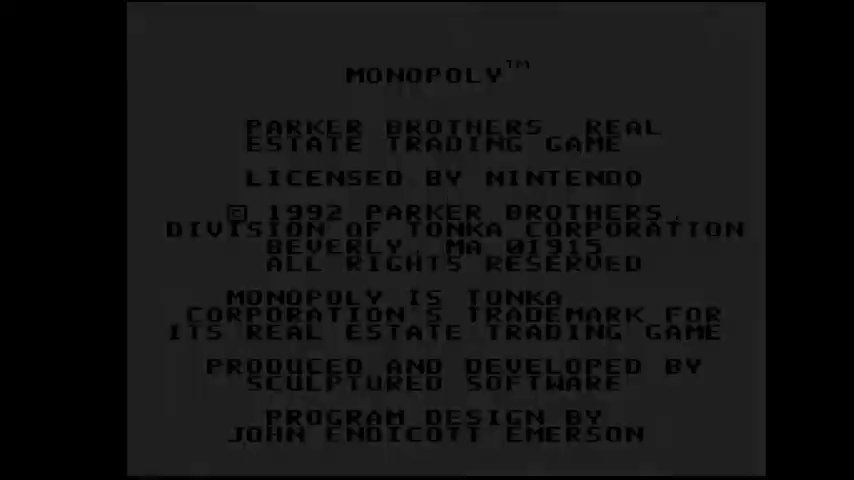 MONOPOLY™
PARKER BROTHERS REAL
ESTATE TRADING GAME
LICENSED BY NINTENDO
© 1992 PARKER BROTHERS,
DIVISION OF TONKA CORPORATION
BEVERLY, MA 01915
ALL RIGHTS RESERVED
MONOPOLY IS TONKA
CORPORATION'S TRADEMARK FOR
ITS REAL ESTATE TRADING GAME
PRODUCED AND DEVELOPED BY
SCULPTURED SOFTWARE
PROGRAM DESIGN BY
JOHN ENDICOTT EMERSON